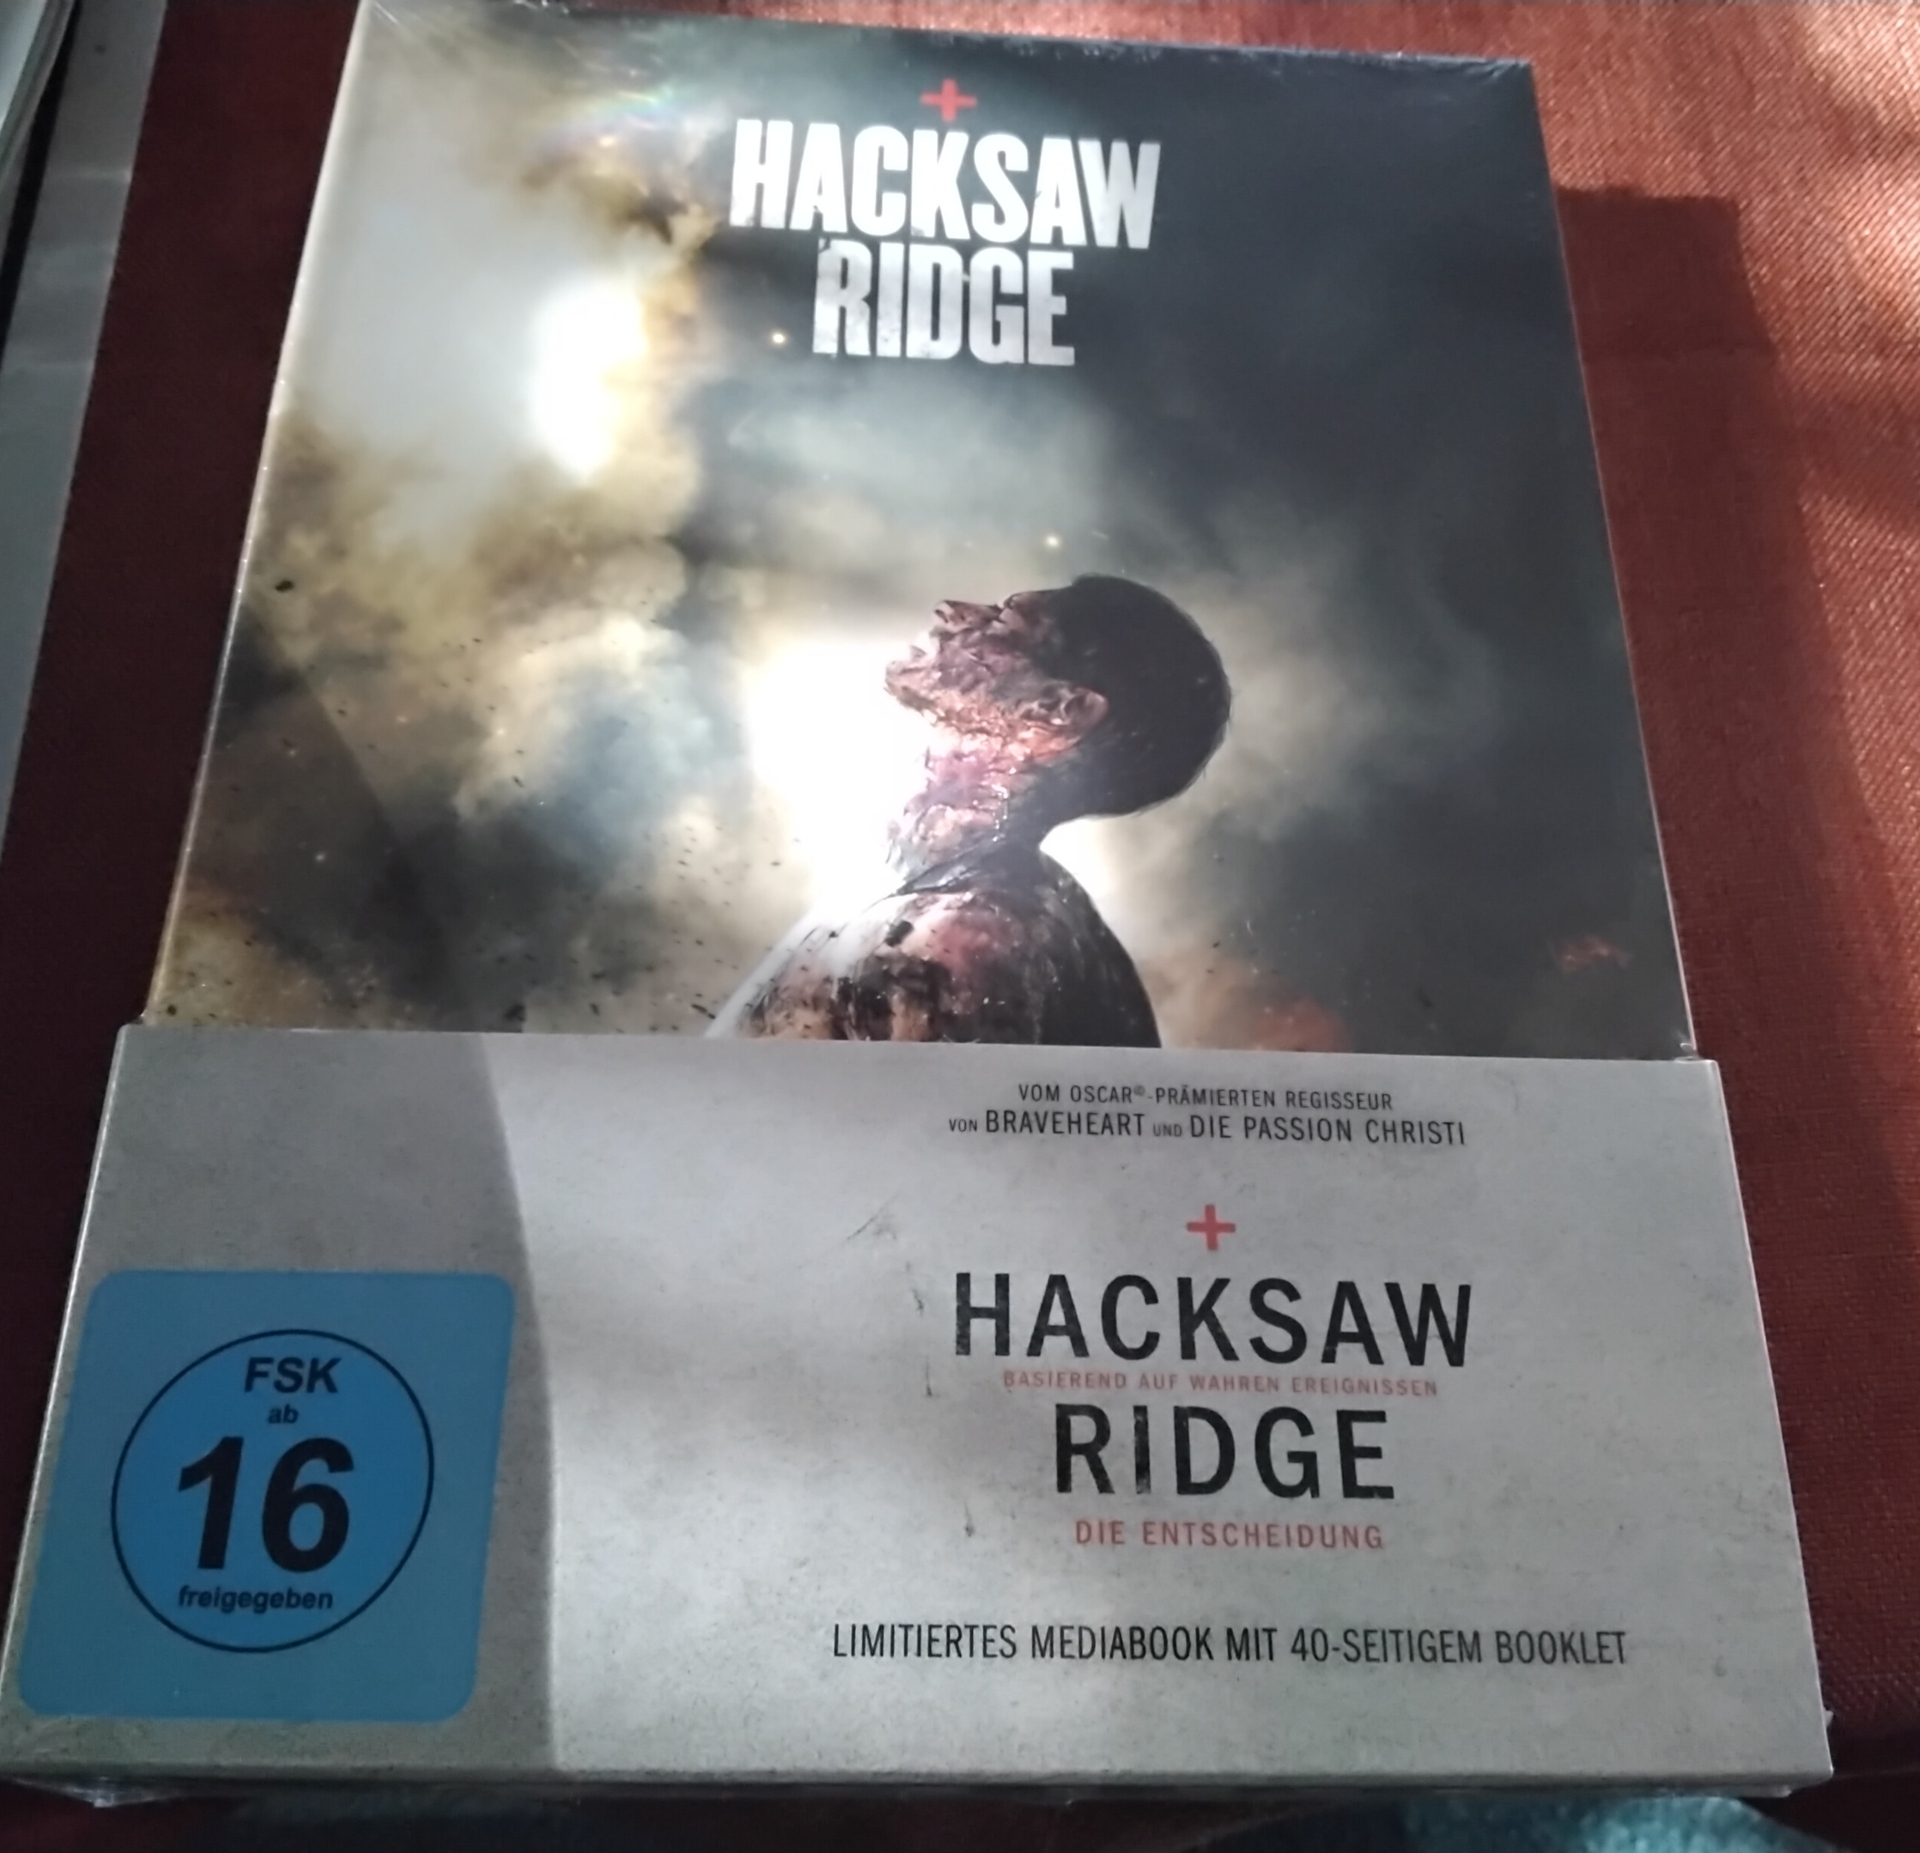 HACKSAW
RIDGE
VOM OSCAR®-PRÄMIERTEN REGISSEUR
VON BRAVEHEART UND DIE PASSION CHRISTI
HACKSAW
BASIEREND AUF WAHREN EREIGNISSEN
RIDGE
DIE ENTSCHEIDUNG
FSK
ab
16
freigegeben
LIMITIERTES MEDIABOOK MIT 40-SEITIGEM BOOKLET